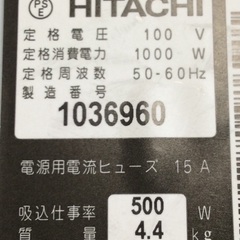 PS
E
HITACHI
定格電圧 100 V
定格消費電力 1000 W
定格周波数 50-60Hz
製造番号
1036960
電源用電流ヒューズ 15 A
吸込仕事率 500 W
質量 4.4 kg